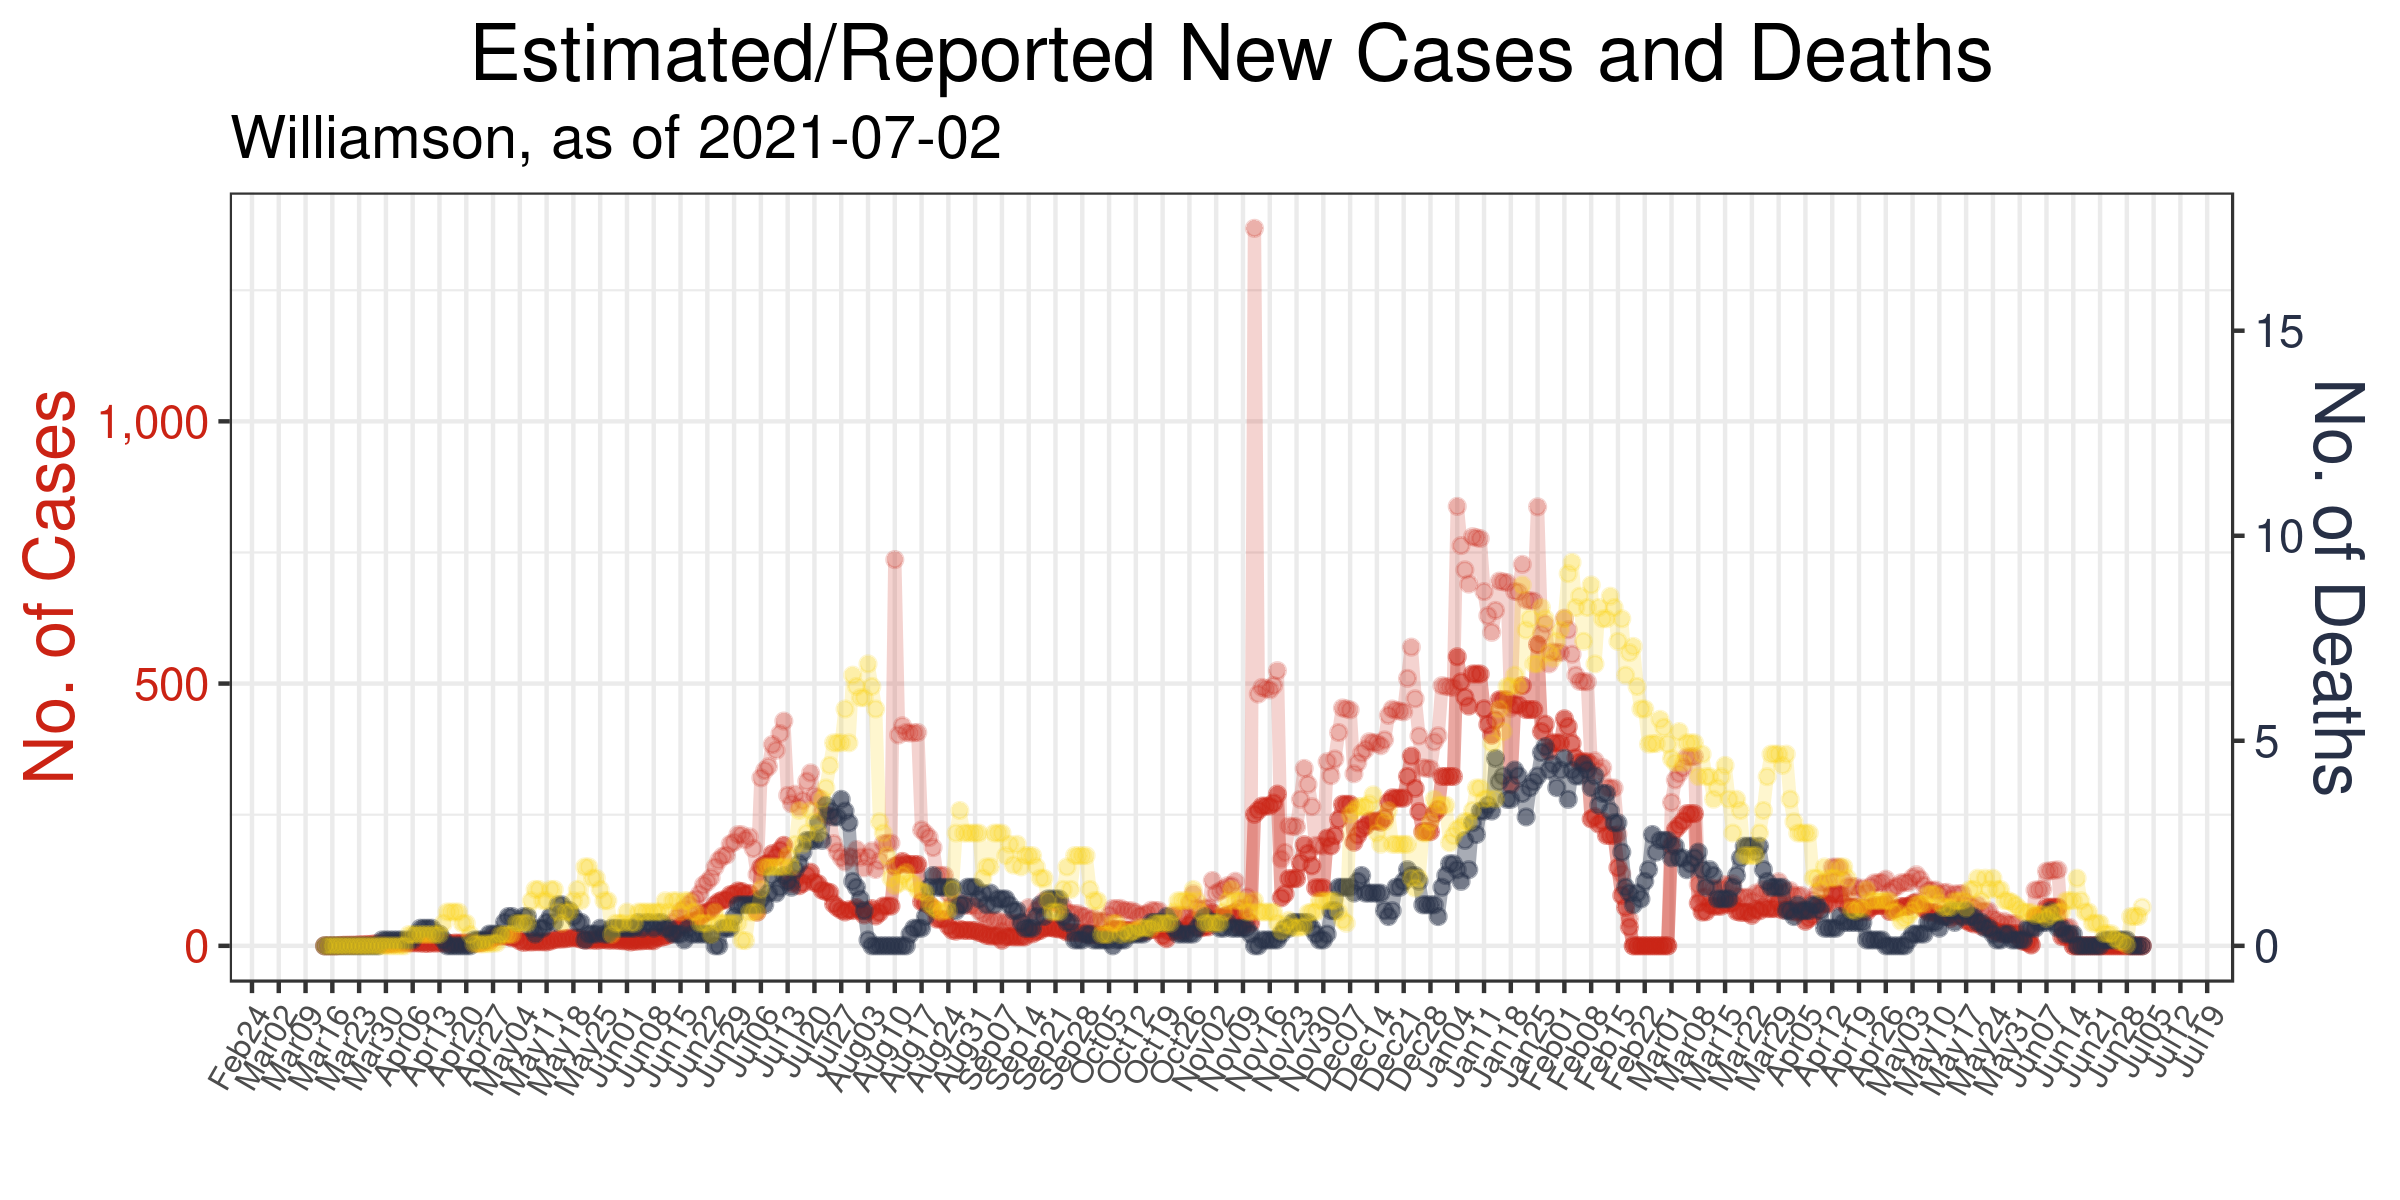 Estimated/Reported New Cases and Deaths
Williamson, as of 2021-07-02
No. of Cases
1,000
500
0
15
10
5
0
No. of Deaths
Feb24
Mar02
Mar09
Mar16
Mar23
Mar30
Apr06
Apr13
Apr20
Apr27
May04
May11
May18
May25
Jun01
Jun08
Jun15
Jun22
Jun29
Jul06
Jul13
Jul20
Jul27
Aug03
Aug10
Aug17
Aug24
Aug31
Sep07
Sep14
Sep21
Sep28
Oct05
Oct12
Oct19
Oct26
Nov02
Nov09
Nov16
Nov23
Nov30
Dec07
Dec14
Dec21
Dec28
Jan04
Jan11
Jan18
Jan25
Feb01
Feb08
Feb15
Feb22
Mar01
Mar08
Mar15
Mar22
Mar29
Apr05
Apr12
Apr19
Apr26
May03
May10
May17
May24
May31
Jun07
Jun14
Jun21
Jun28
Jul05
Jul12
Jul19